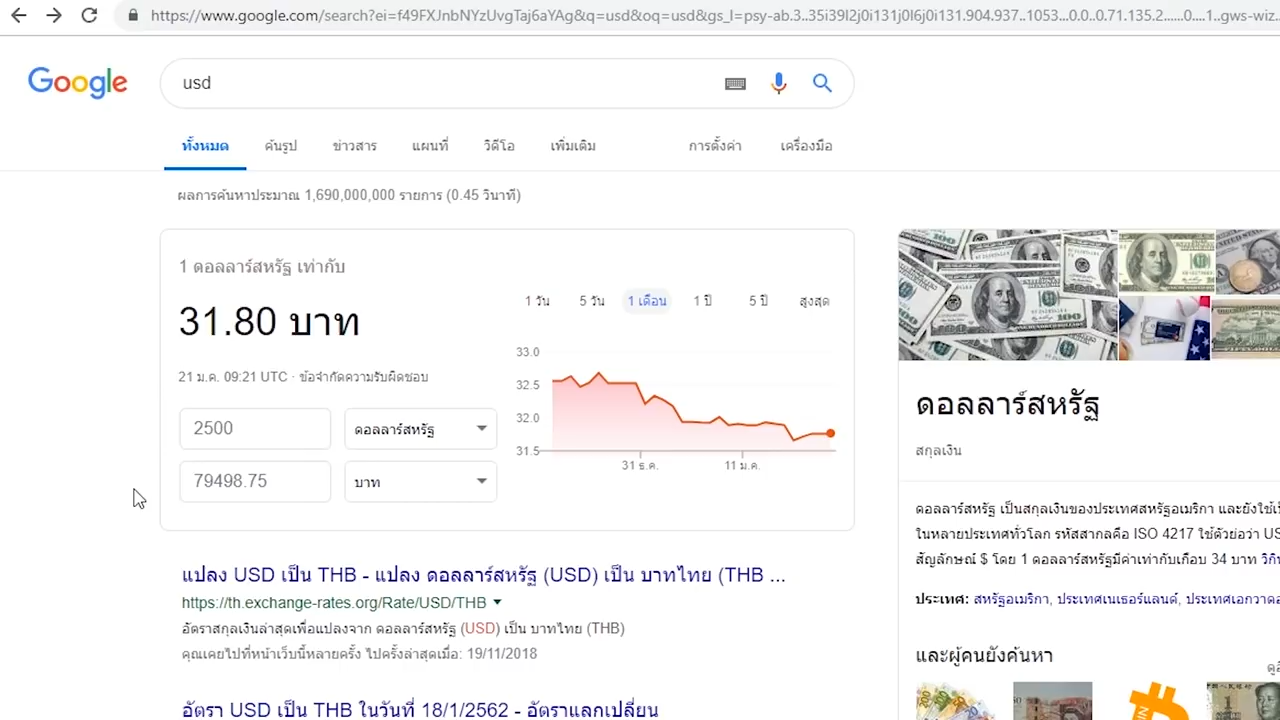 https://www.google.com/search?ei=f49FXJnbNYzUvgTaj6aYAg&q=usd&oq=usd&gs_l=psy-ab.3..35i39l2j0i131j0l6j0i131.904.937..1053...0.0..0.71.135.2......0....1..gws-wiz..
Google
usd
ทั้งหมด ค้นรูป ข่าวสาร แผนที่ วิดีโอ เพิ่มเติม การตั้งค่า เครื่องมือ
ผลการค้นหาประมาณ 1,690,000,000 รายการ (0.45 วินาที)
1 ดอลลาร์สหรัฐ เท่ากับ
31.80 บาท
21 ม.ค. 09:21 UTC · ข้อจำกัดความรับผิดชอบ
2500 ดอลลาร์สหรัฐ
79498.75 บาท
1 วัน 5 วัน 1 เดือน 1 ปี 5 ปี สูงสุด
33.0
32.5
32.0
31.5
31 ธ.ค. 11 ม.ค.
แปลง USD เป็น THB - แปลง ดอลลาร์สหรัฐ (USD) เป็น บาทไทย (THB ...
https://th.exchange-rates.org/Rate/USD/THB
อัตราสกุลเงินล่าสุดเพื่อแปลงจาก ดอลลาร์สหรัฐ (USD) เป็น บาทไทย (THB)
คุณเคยไปที่หน้าเว็บนี้หลายครั้ง ไปครั้งล่าสุดเมื่อ: 19/11/2018
อัตรา USD เป็น THB ในวันที่ 18/1/2562 - อัตราแลกเปลี่ยน
ดอลลาร์สหรัฐ
สกุลเงิน
ดอลลาร์สหรัฐ เป็นสกุลเงินของประเทศสหรัฐอเมริกา และยังใช้เป็
ในหลายประเทศทั่วโลก รหัสสากลคือ ISO 4217 ใช้ตัวย่อว่า US
สัญลักษณ์ $ โดย 1 ดอลลาร์สหรัฐมีค่าเท่ากับเกือบ 34 บาท วิกิ
ประเทศ: สหรัฐอเมริกา, ประเทศเนเธอร์แลนด์, ประเทศเอกวาดอ
และผู้คนยังค้นหา